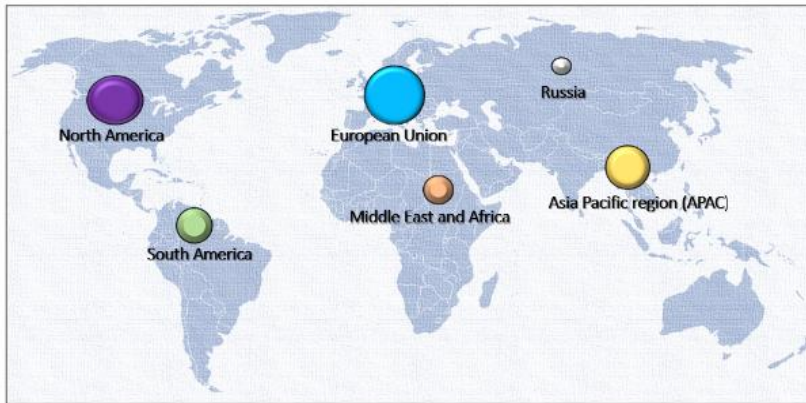 Russia
North America
European Union
Asia Pacific region (APAC)
Middle East and Africa
South America